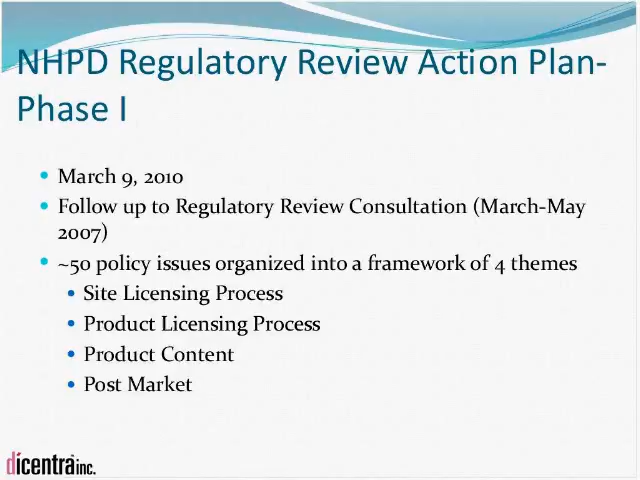 NHPD Regulatory Review Action Plan-
Phase I
• March 9, 2010
• Follow up to Regulatory Review Consultation (March-May
2007)
• ~50 policy issues organized into a framework of 4 themes
• Site Licensing Process
• Product Licensing Process
• Product Content
• Post Market
dicentra inc.